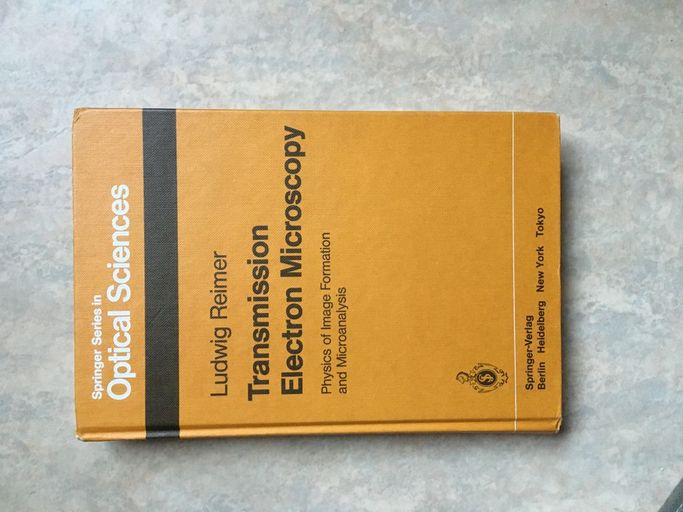 Springer Series in
Optical Sciences
Ludwig Reimer
Transmission
Electron Microscopy
Physics of Image Formation
and Microanalysis
Springer-Verlag
Berlin Heidelberg New York Tokyo